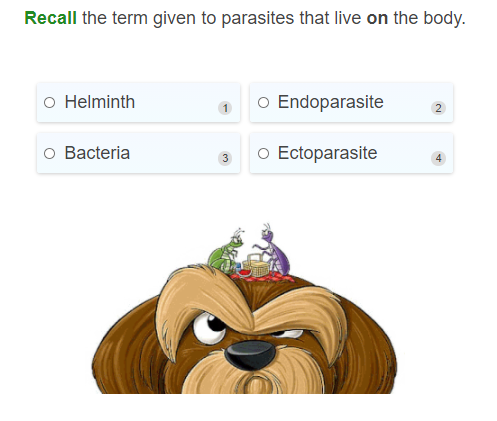 Recall the term given to parasites that live on the body.
Helminth 1
Endoparasite 2
Bacteria 3
Ectoparasite 4